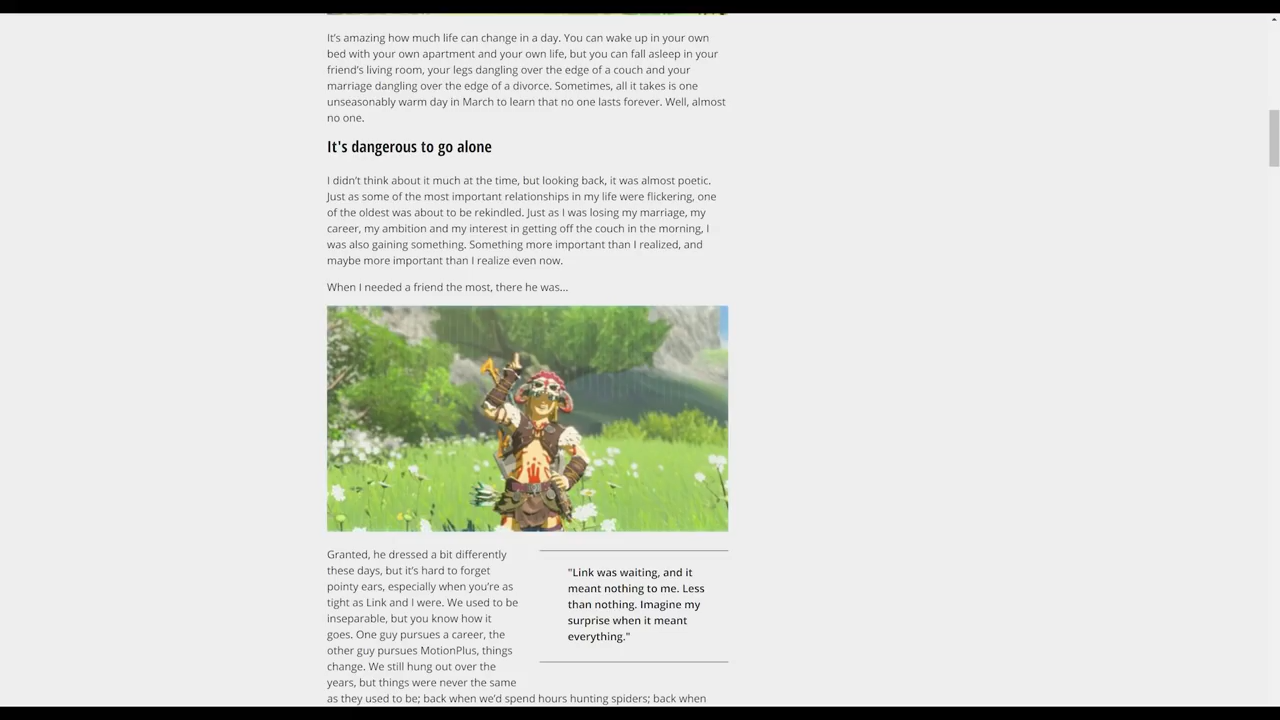 It’s amazing how much life can change in a day. You can wake up in your own
bed with your own apartment and your own life, but you can fall asleep in your
friend’s living room, your legs dangling over the edge of a couch and your
marriage dangling over the edge of a divorce. Sometimes, all it takes is one
unseasonably warm day in March to learn that no one lasts forever. Well, almost
no one.
It's dangerous to go alone
I didn’t think about it much at the time, but looking back, it was almost poetic.
Just as some of the most important relationships in my life were flickering, one
of the oldest was about to be rekindled. Just as I was losing my marriage, my
career, my ambition and my interest in getting off the couch in the morning, I
was also gaining something. Something more important than I realized, and
maybe more important than I realize even now.
When I needed a friend the most, there he was...
Granted, he dressed a bit differently
these days, but it’s hard to forget
pointy ears, especially when you’re as
tight as Link and I were. We used to be
inseparable, but you know how it
goes. One guy pursues a career, the
other guy pursues MotionPlus, things
change. We still hung out over the
years, but things were never the same
as they used to be; back when we’d spend hours hunting spiders; back when
"Link was waiting, and it
meant nothing to me. Less
than nothing. Imagine my
surprise when it meant
everything."